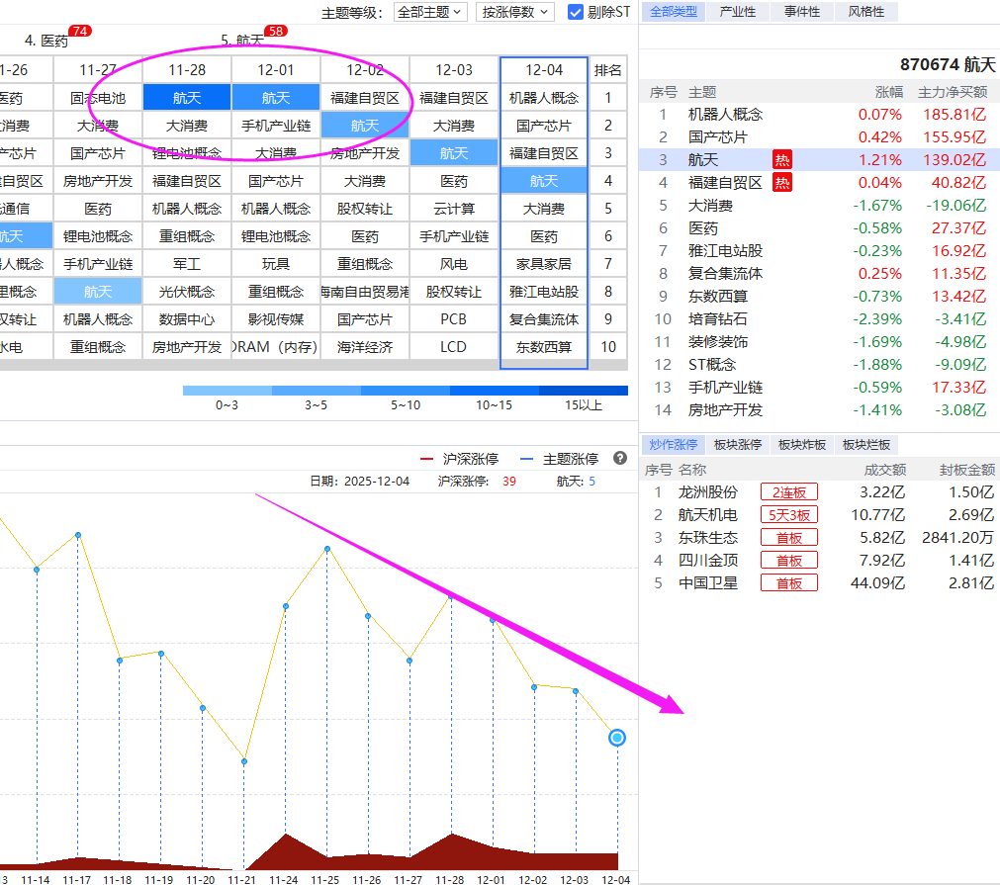 主题等级： 全部主题 按涨停数 剔除ST
4. 医药 74 5. 航天 58
1-26 11-27 11-28 12-01 12-02 12-03 12-04 排名
医药 固态电池 航天 航天 福建自贸区 福建自贸区 机器人概念 1
大消费 大消费 手机产业链 航天 大消费 国产芯片 2
国产芯片 锂电池概念 大消费 房地产开发 航天 福建自贸区 3
房地产开发 福建自贸区 国产芯片 大消费 医药 航天 4
通信 医药 机器人概念 机器人概念 股权转让 云计算 大消费 5
航天 锂电池概念 重组概念 锂电池概念 医药 手机产业链 医药 6
人概念 手机产业链 军工 玩具 重组概念 风电 家具家居 7
概念 航天 光伏概念 重组概念 海南自由贸易港 股权转让 雅江电站股 8
权转让 机器人概念 数据中心 影视传媒 国产芯片 PCB 复合集流体 9
水电 重组概念 房地产开发 DRAM（内存） 海洋经济 LCD 东数西算 10
0~3 3~5 5~10 10~15 15以上
沪深涨停 主题涨停 ?
日期: 2025-12-04 沪深涨停: 39 航天: 5
11-14 11-17 11-18 11-19 11-20 11-21 11-24 11-25 11-26 11-27 11-28 12-01 12-02 12-03 12-04
全部类型 产业性 事件性 风格性
870674 航天
序号 主题 涨幅 主力净买额
1 机器人概念 0.07% 185.81亿
2 国产芯片 0.42% 155.95亿
3 航天 热 1.21% 139.02亿
4 福建自贸区 热 0.04% 40.82亿
5 大消费 -1.67% -19.06亿
6 医药 -0.58% 27.37亿
7 雅江电站股 -0.23% 16.92亿
8 复合集流体 0.25% 11.35亿
9 东数西算 -0.73% 13.42亿
10 培育钻石 -2.39% -3.41亿
11 装修装饰 -1.69% -4.98亿
12 ST概念 -1.88% -9.09亿
13 手机产业链 -0.59% 17.33亿
14 房地产开发 -1.41% -3.08亿
炒作涨停 板块涨停 板块炸板 板块烂板
序号 名称 成交额 封板金额
1 龙洲股份 2连板 3.22亿 1.50亿
2 航天机电 5天3板 10.77亿 2.69亿
3 东珠生态 首板 5.82亿 2841.20万
4 四川金顶 首板 7.92亿 1.41亿
5 中国卫星 首板 44.09亿 2.81亿